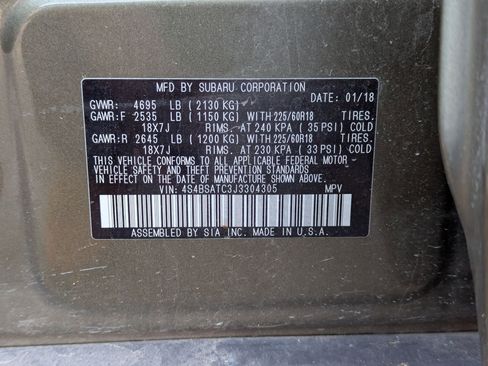 MFD BY SUBARU CORPORATION
GVWR: 4695 LB ( 2130 KG) DATE: 01/18
GAWR:F 2535 LB ( 1150 KG) WITH 225/60R18 TIRES.
18X7J RIMS. AT 240 KPA ( 35 PSI) COLD
GAWR:R 2645 LB ( 1200 KG) WITH 225/60R18 TIRES.
18X7J RIMS. AT 230 KPA ( 33 PSI) COLD
THIS VEHICLE CONFORMS TO ALL APPLICABLE FEDERAL MOTOR
VEHICLE SAFETY AND THEFT PREVENTION STANDARDS IN
EFFECT ON THE DATE OF MANUFACTURE SHOWN ABOVE.
VIN: 4S4BSATC3J3304305 MPV
ASSEMBLED BY SIA INC. MADE IN U.S.A.